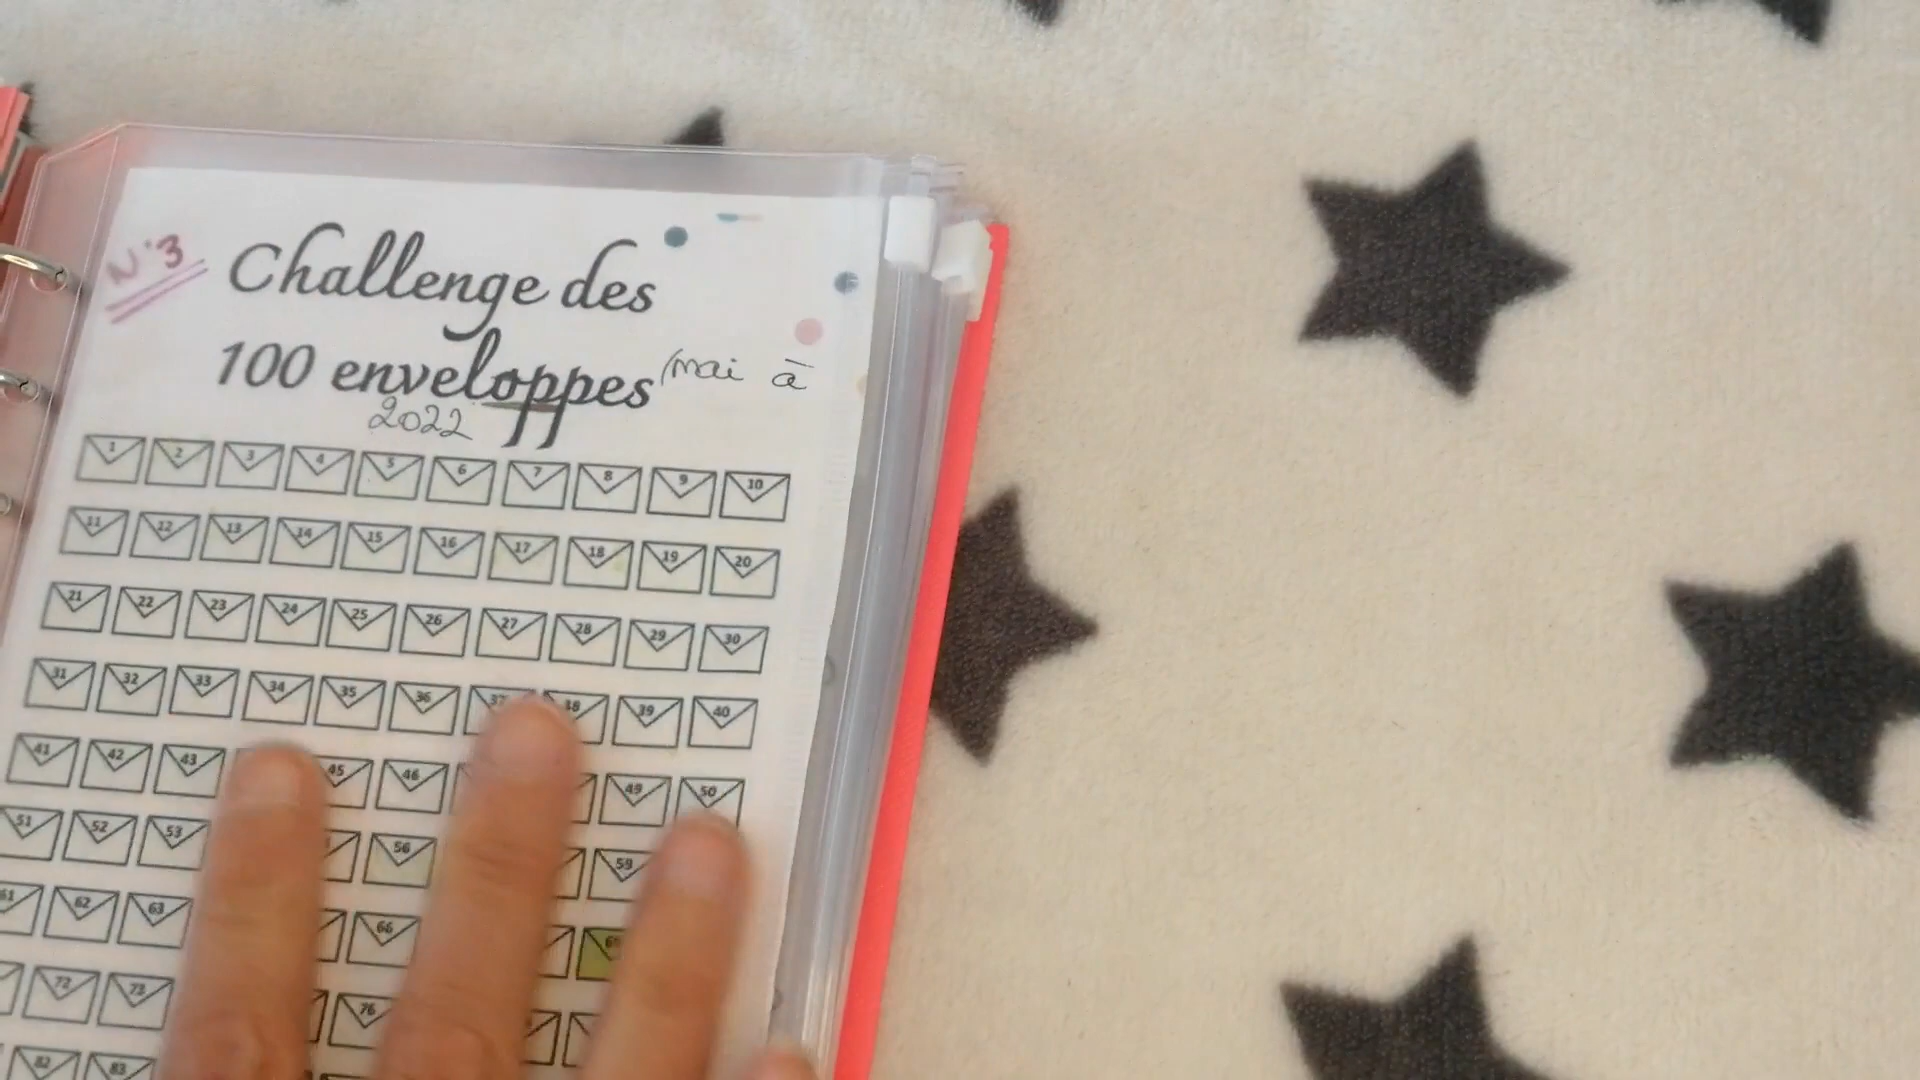 N°3
Challenge des
100 enveloppes (mai à
2022
1 2 3 4 5 6 7 8 9 10
11 12 13 14 15 16 17 18 19 20
21 22 23 24 25 26 27 28 29 30
31 32 33 34 35 36 37 38 39 40
41 42 43 45 46 49 50
51 52 53 56 59
61 62 63 66
72 73 76
82 83